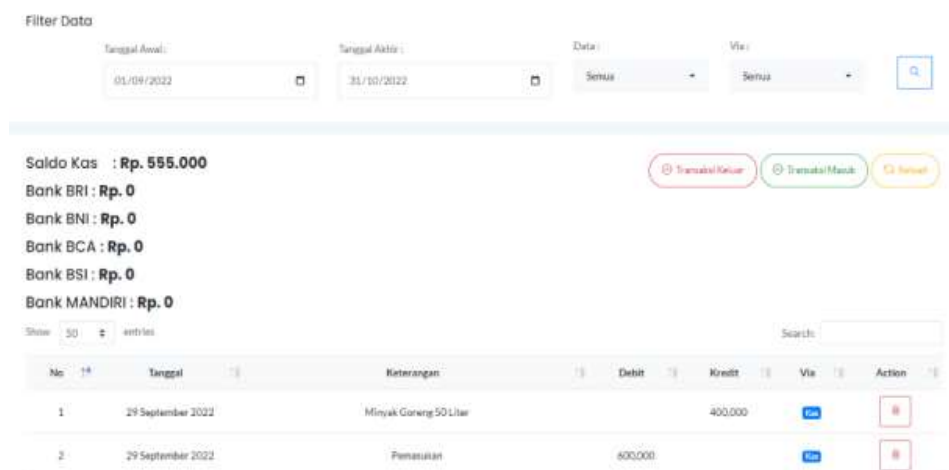 Filter Data
Tanggal Awal : Tanggal Akhir : Data : Via :
01/09/2022 31/10/2022 Semua Semua
Saldo Kas : Rp. 555.000
Transaksi Keluar Transaksi Masuk Reload
Bank BRI : Rp. 0
Bank BNI : Rp. 0
Bank BCA : Rp. 0
Bank BSI : Rp. 0
Bank MANDIRI : Rp. 0
Show 50 entries Search:
No Tanggal Keterangan Debit Kredit Via Action
1 29 September 2022 Minyak Goreng 50 Liter 400,000 Kas
2 29 September 2022 Pemasukan 600,000 Kas